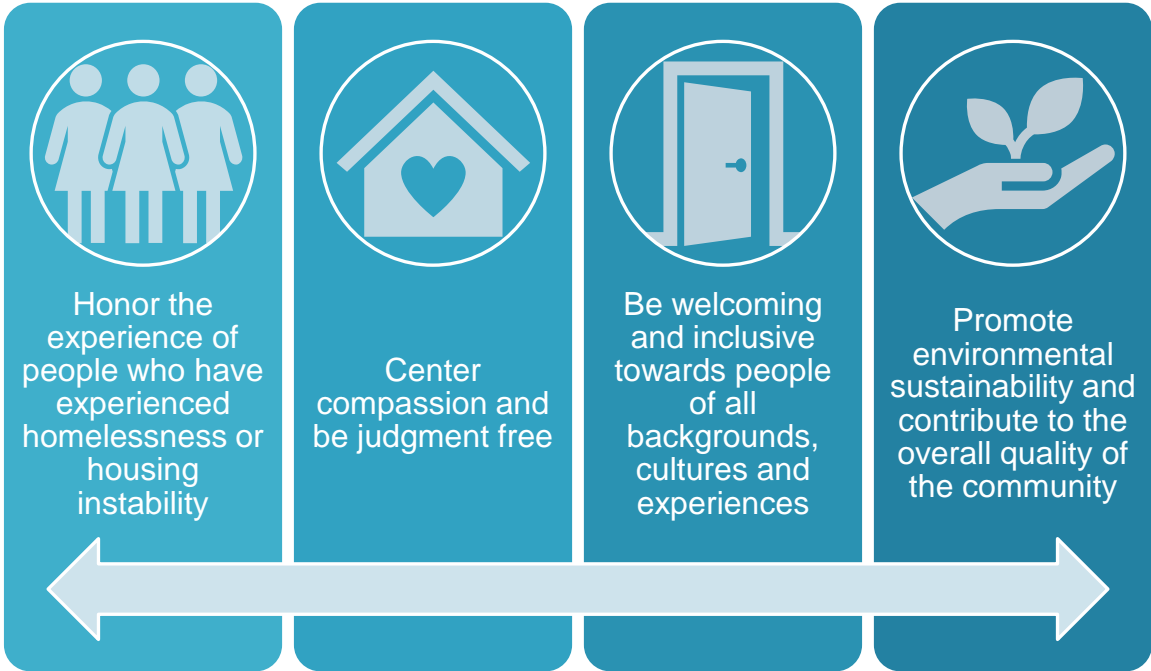 Honor the
experience of
people who have
experienced
homelessness or
housing
instability
Center
compassion and
be judgment free
Be welcoming
and inclusive
towards people
of all
backgrounds,
cultures and
experiences
Promote
environmental
sustainability and
contribute to the
overall quality of
the community